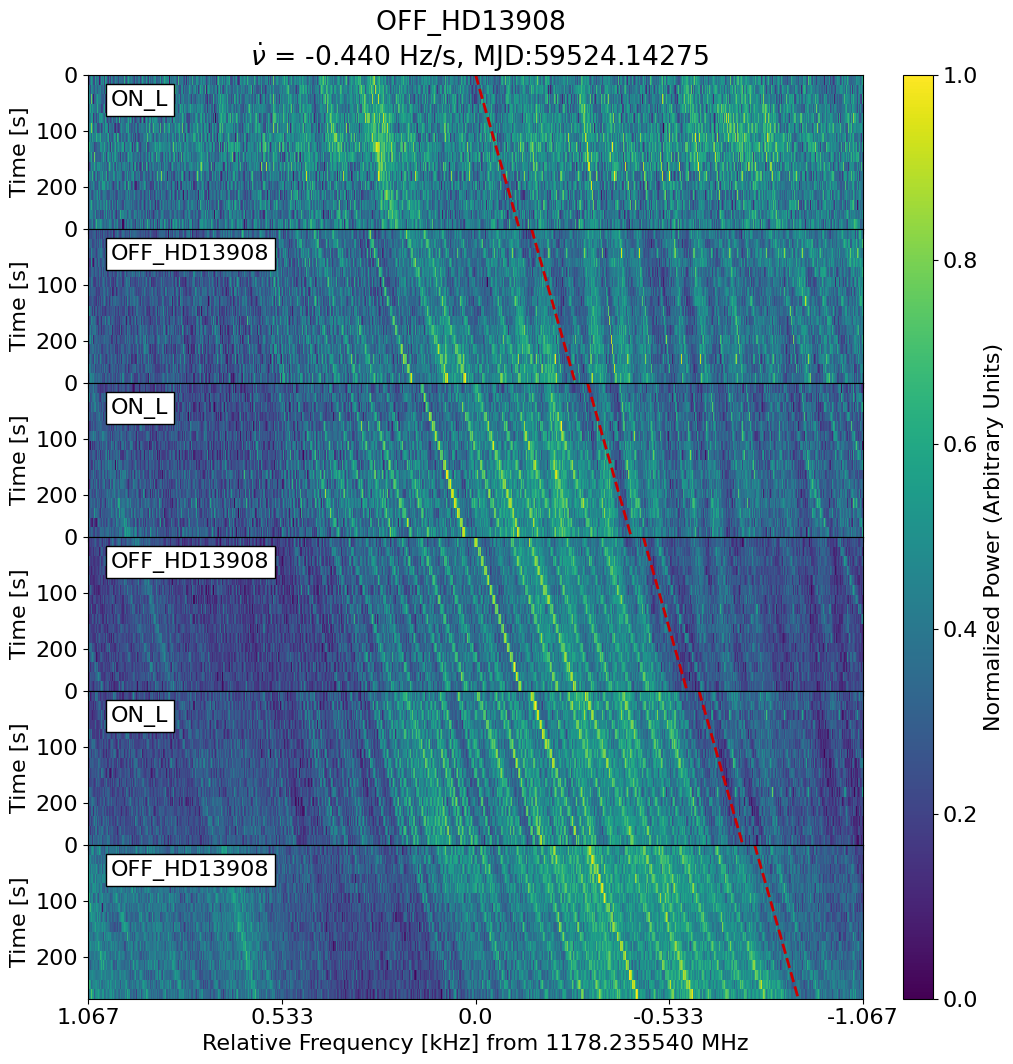 OFF_HD13908
ν̇ = -0.440 Hz/s, MJD:59524.14275
0
ON_L
100
200
Time [s]
0
OFF_HD13908
100
200
Time [s]
0
ON_L
100
200
Time [s]
0
OFF_HD13908
100
200
Time [s]
0
ON_L
100
200
Time [s]
0
OFF_HD13908
100
200
Time [s]
1.067 0.533 0.0 -0.533 -1.067
Relative Frequency [kHz] from 1178.235540 MHz
1.0
0.8
0.6
0.4
0.2
0.0
Normalized Power (Arbitrary Units)